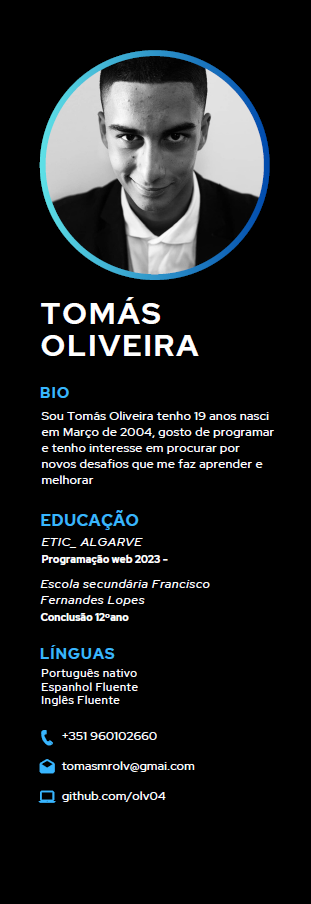 TOMÁS
OLIVEIRA
BIO
Sou Tomás Oliveira tenho 19 anos nasci
em Março de 2004, gosto de programar
e tenho interesse em procurar por
novos desafios que me faz aprender e
melhorar
EDUCAÇÃO
ETIC_ ALGARVE
Programação web 2023 -
Escola secundária Francisco
Fernandes Lopes
Conclusão 12ºano
LÍNGUAS
Português nativo
Espanhol Fluente
Inglês Fluente
+351 960102660
tomasmrolv@gmai.com
github.com/olv04